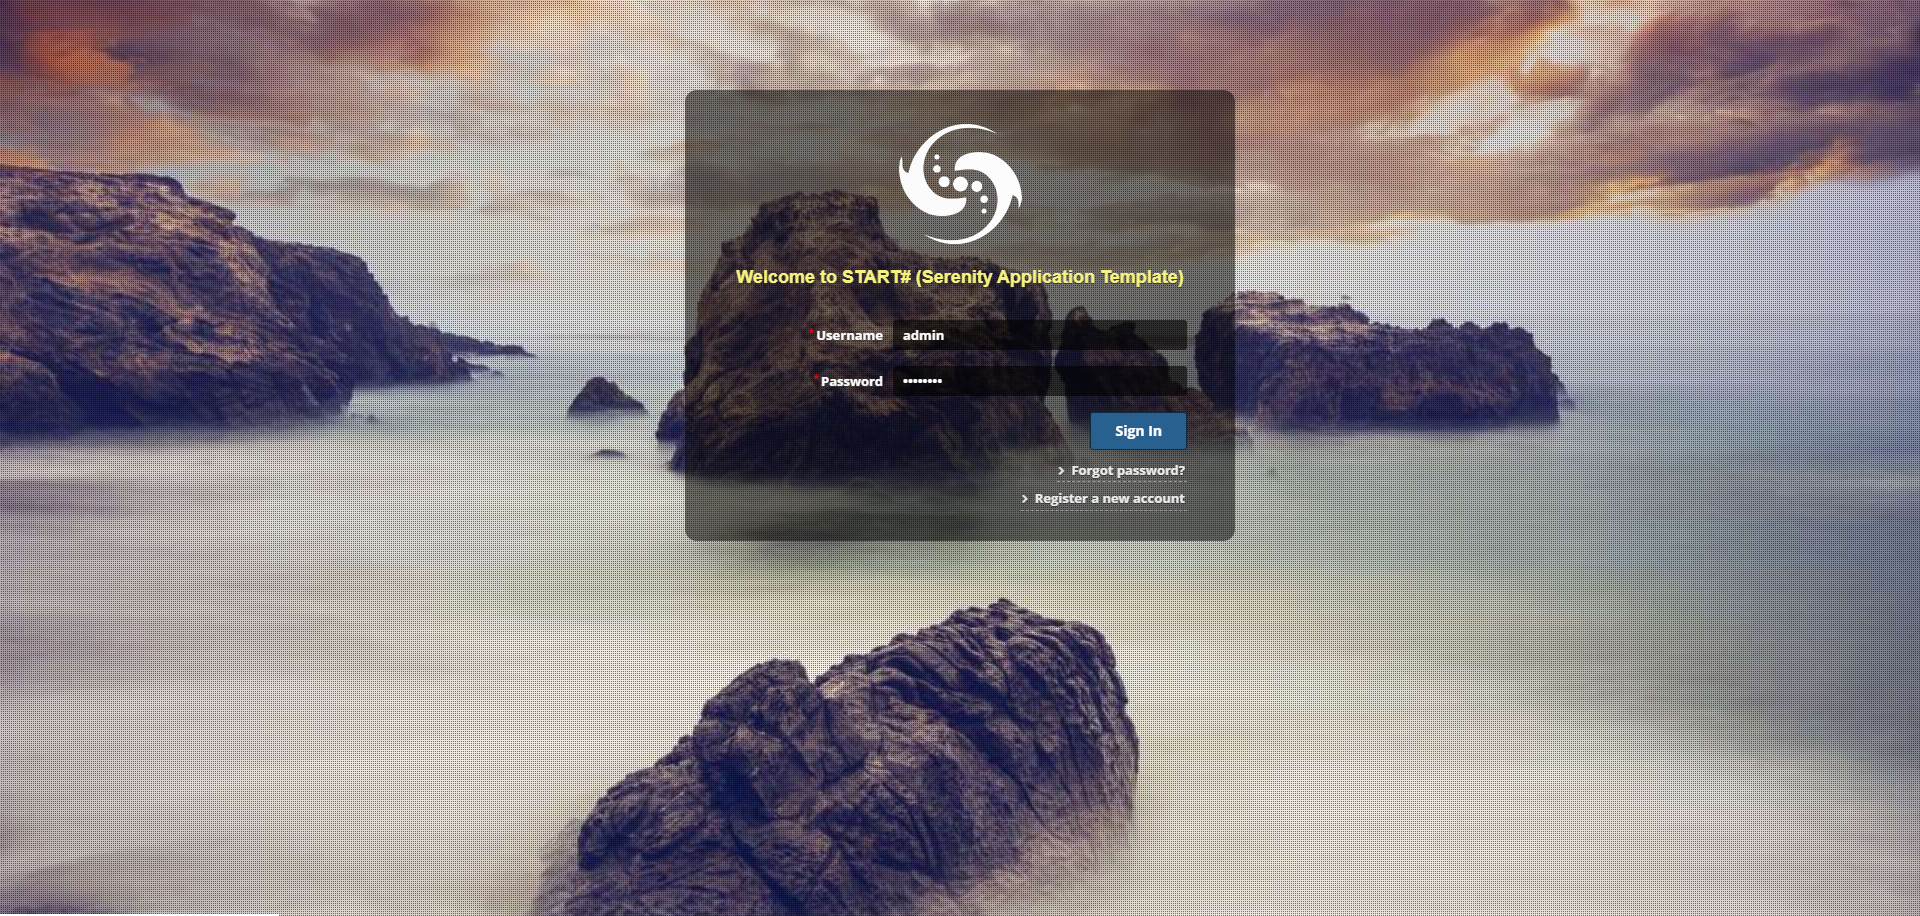 Welcome to START# (Serenity Application Template)
*Username admin
*Password ••••••••
Sign In
Forgot password?
Register a new account